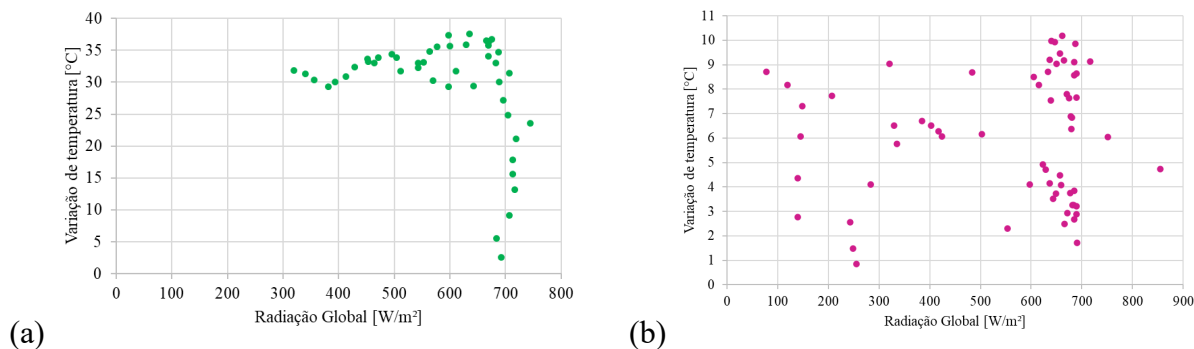 40
35
30
25
20
15
10
5
0
Variação de temperatura [°C]
0 100 200 300 400 500 600 700 800
Radiação Global [W/m²]
(a)
11
10
9
8
7
6
5
4
3
2
1
0
Variação de temperatura [°C]
0 100 200 300 400 500 600 700 800 900
Radiação Global [W/m²]
(b)